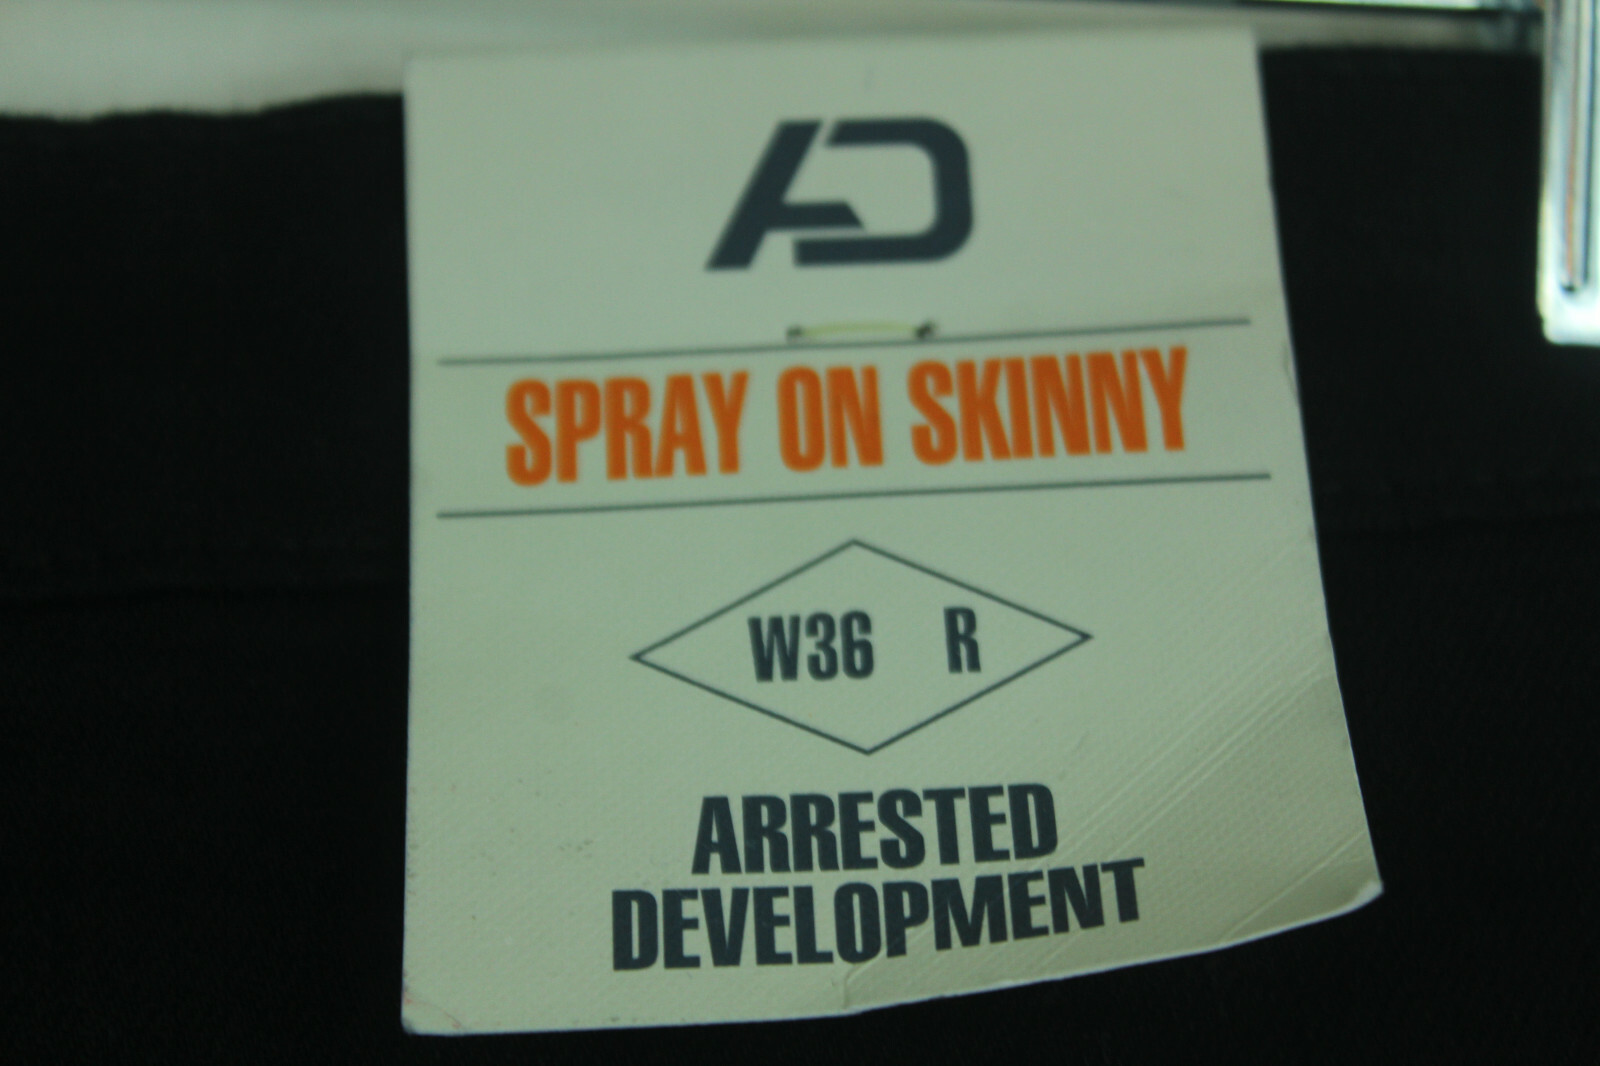 AD
SPRAY ON SKINNY
W36 R
ARRESTED
DEVELOPMENT